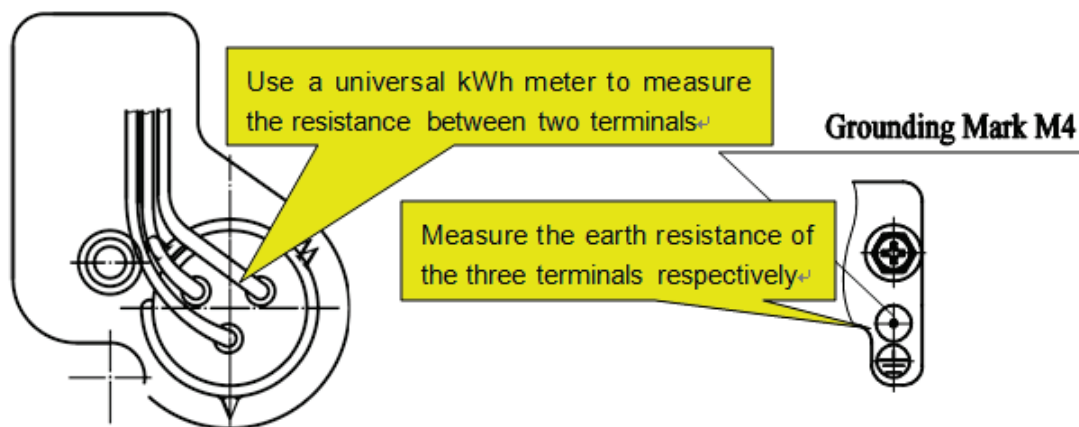 Use a universal kWh meter to measure
the resistance between two terminals↵
Grounding Mark M4
Measure the earth resistance of
the three terminals respectively↵